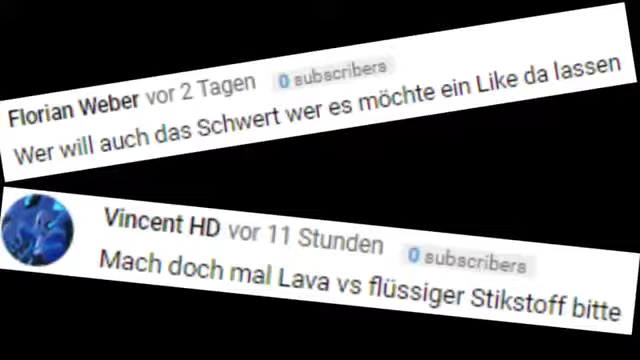 Florian Weber vor 2 Tagen 0 subscribers
Wer will auch das Schwert wer es möchte ein Like da lassen
Vincent HD vor 11 Stunden 0 subscribers
Mach doch mal Lava vs flüssiger Stikstoff bitte